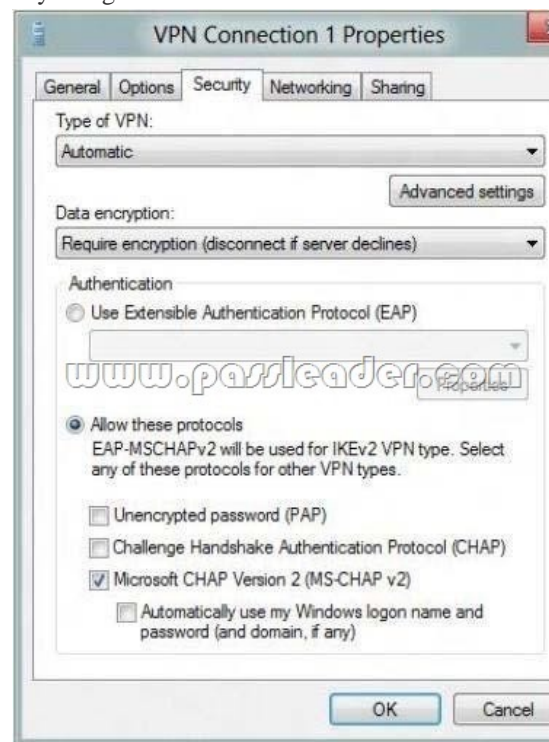 VPN Connection 1 Properties
General Options Security Networking Sharing
Type of VPN:
Automatic
Advanced settings
Data encryption:
Require encryption (disconnect if server declines)
Authentication
Use Extensible Authentication Protocol (EAP)
www.passleader.com
Properties
Allow these protocols
EAP-MSCHAPv2 will be used for IKEv2 VPN type. Select
any of these protocols for other VPN types.
Unencrypted password (PAP)
Challenge Handshake Authentication Protocol (CHAP)
Microsoft CHAP Version 2 (MS-CHAP v2)
Automatically use my Windows logon name and
password (and domain, if any)
OK Cancel